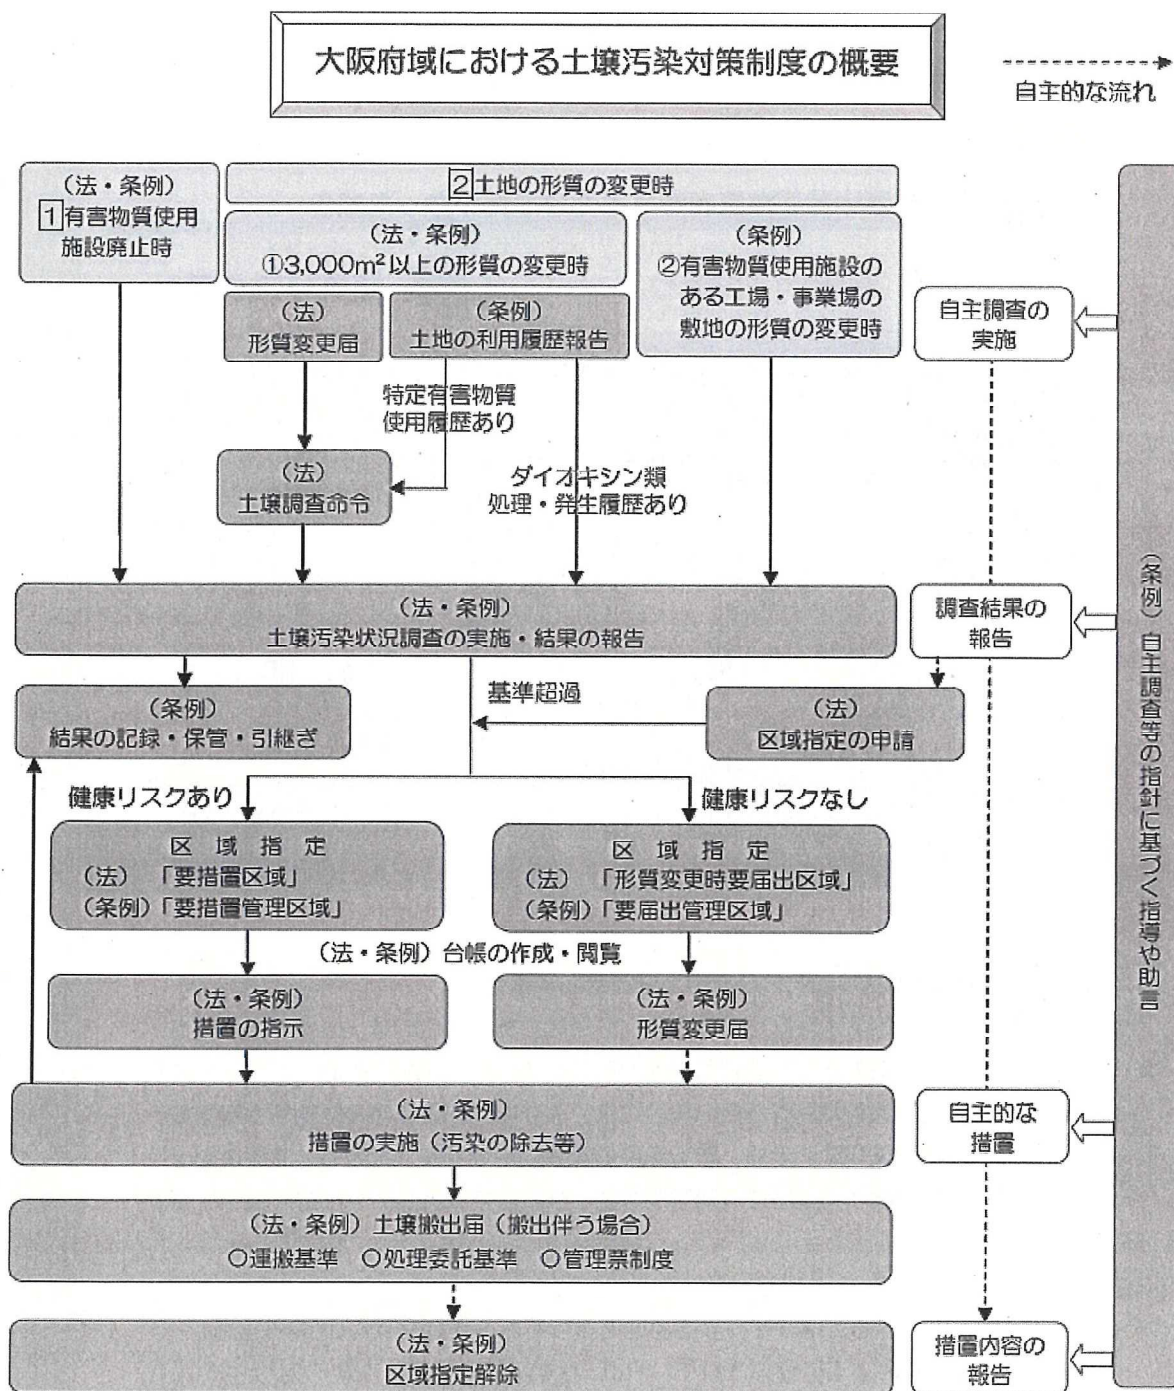 大阪府域における土壌汚染対策制度の概要
自主的な流れ
（法・条例）
1有害物質使用
施設廃止時
2土地の形質の変更時
（法・条例）
①3,000m²以上の形質の変更時
（条例）
②有害物質使用施設の
ある工場・事業場の
敷地の形質の変更時
（法）
形質変更届
（条例）
土地の利用履歴報告
自主調査の
実施
特定有害物質
使用履歴あり
（法）
土壌調査命令
ダイオキシン類
処理・発生履歴あり
（法・条例）
土壌汚染状況調査の実施・結果の報告
調査結果の
報告
（条例）
結果の記録・保管・引継ぎ
基準超過
（法）
区域指定の申請
健康リスクあり
健康リスクなし
区　域　指　定
（法）　「要措置区域」
（条例）「要措置管理区域」
区　域　指　定
（法）　「形質変更時要届出区域」
（条例）「要届出管理区域」
（法・条例）台帳の作成・閲覧
（法・条例）
措置の指示
（法・条例）
形質変更届
（法・条例）
措置の実施（汚染の除去等）
自主的な
措置
（法・条例）土壌搬出届（搬出伴う場合）
○運搬基準　○処理委託基準　○管理票制度
（法・条例）
区域指定解除
措置内容の
報告
（条例）自主調査等の指針に基づく指導や助言